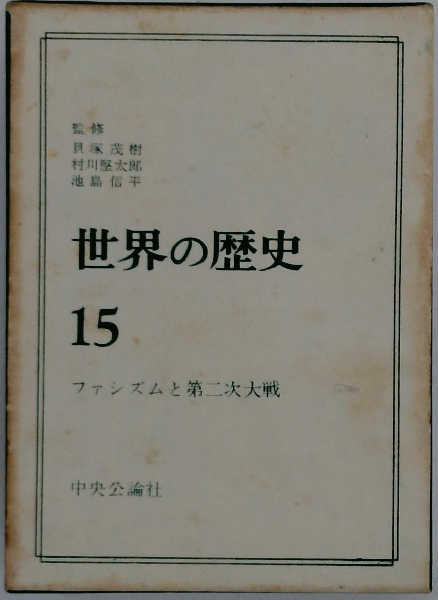 監修
貝塚茂樹
村川堅太郎
池島信平
世界の歴史
15
ファシズムと第二次大戦
中央公論社